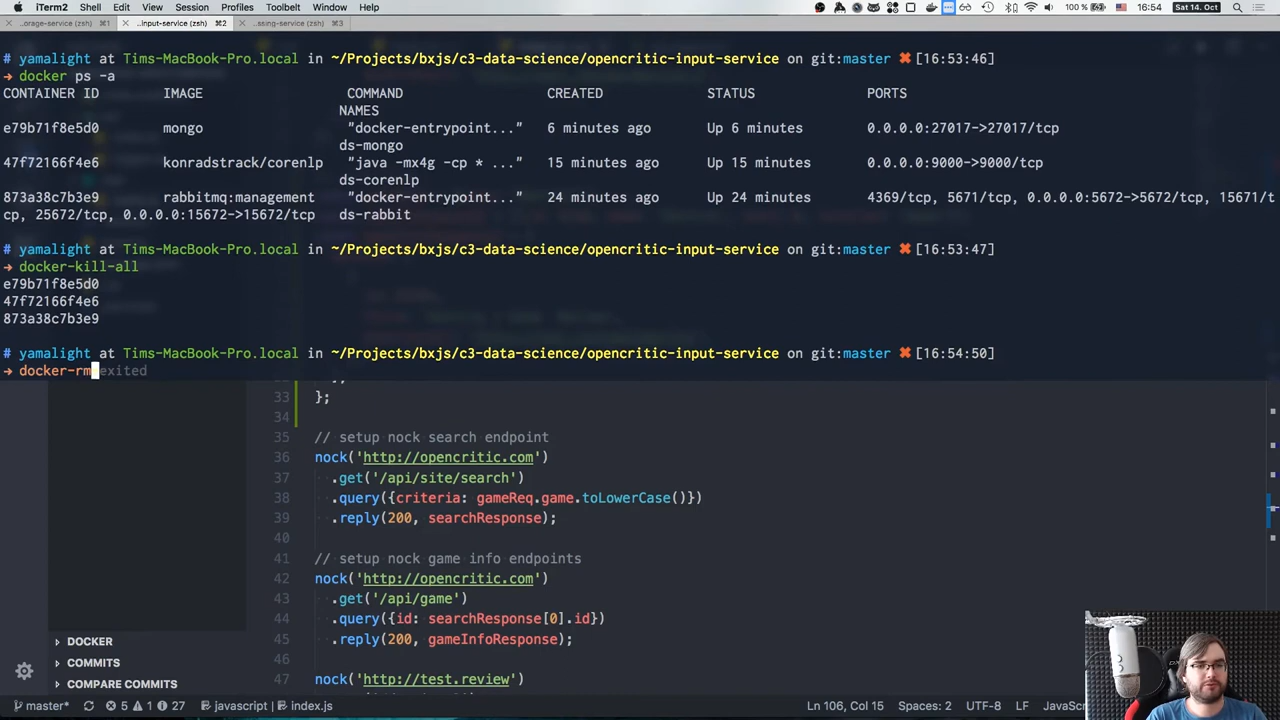 iTerm2 Shell Edit View Session Profiles Toolbelt Window Help 100 % 16:54 Sat 14. Oct
..orage-service (zsh) ⌘1 ..input-service (zsh) ⌘2 ..ssing-service (zsh) ⌘3
# yamalight at Tims-MacBook-Pro.local in ~/Projects/bxjs/c3-data-science/opencritic-input-service on git:master ✖ [16:53:46]
→ docker ps -a
CONTAINER ID IMAGE COMMAND CREATED STATUS PORTS
NAMES
e79b71f8e5d0 mongo "docker-entrypoint..." 6 minutes ago Up 6 minutes 0.0.0.0:27017->27017/tcp
ds-mongo
47f72166f4e6 konradstrack/corenlp "java -mx4g -cp * ..." 15 minutes ago Up 15 minutes 0.0.0.0:9000->9000/tcp
ds-corenlp
873a38c7b3e9 rabbitmq:management "docker-entrypoint..." 24 minutes ago Up 24 minutes 4369/tcp, 5671/tcp, 0.0.0.0:5672->5672/tcp, 15671/t
cp, 25672/tcp, 0.0.0.0:15672->15672/tcp ds-rabbit
# yamalight at Tims-MacBook-Pro.local in ~/Projects/bxjs/c3-data-science/opencritic-input-service on git:master ✖ [16:53:47]
→ docker-kill-all
e79b71f8e5d0
47f72166f4e6
873a38c7b3e9
# yamalight at Tims-MacBook-Pro.local in ~/Projects/bxjs/c3-data-science/opencritic-input-service on git:master ✖ [16:54:50]
→ docker-rm exited
33 };
34
35 // setup nock search endpoint
36 nock('http://opencritic.com')
37 .get('/api/site/search')
38 .query({criteria: gameReq.game.toLowerCase()})
39 .reply(200, searchResponse);
40
41 // setup nock game info endpoints
42 nock('http://opencritic.com')
43 .get('/api/game')
44 .query({id: searchResponse[0].id})
45 .reply(200, gameInfoResponse);
46
47 nock('http://test.review')
DOCKER
COMMITS
COMPARE COMMITS
master* 5 1 27 javascript | index.js Ln 106, Col 15 Spaces: 2 UTF-8 LF